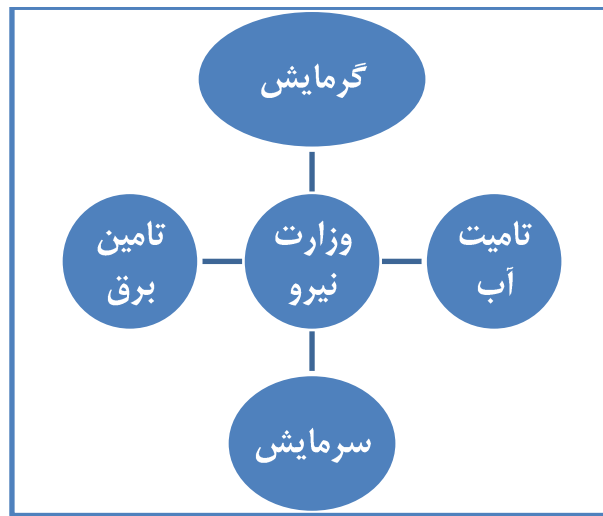 گرمایش
تامیت
آب
وزارت
نیرو
تامین
برق
سرمایش